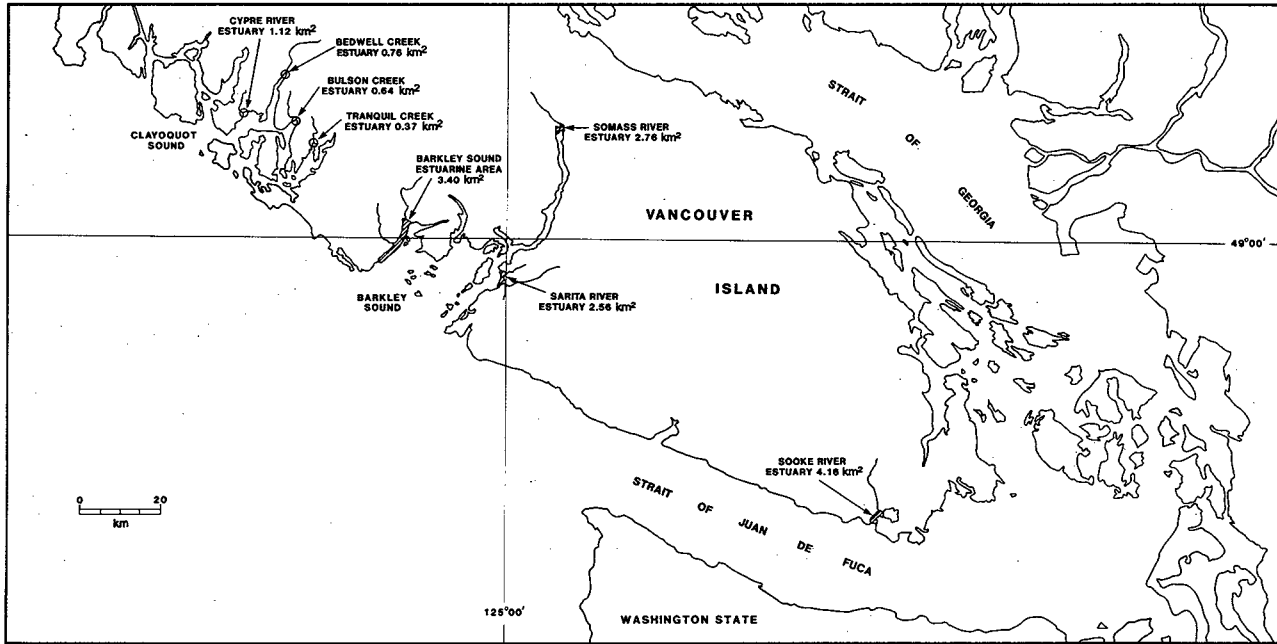 CYPRE RIVER
ESTUARY 1.12 km²
BEDWELL CREEK
ESTUARY 0.76 km²
BULSON CREEK
ESTUARY 0.64 km²
TRANQUIL CREEK
ESTUARY 0.37 km²
CLAYOQUOT
SOUND
BARKLEY SOUND
ESTUARINE AREA
3.40 km²
SOMASS RIVER
ESTUARY 2.76 km²
STRAIT
OF
GEORGIA
VANCOUVER
ISLAND
49°00'
BARKLEY
SOUND
SARITA RIVER
ESTUARY 2.56 km²
SOOKE RIVER
ESTUARY 4.16 km²
0 20
km
STRAIT OF JUAN DE FUCA
125°00'
WASHINGTON STATE